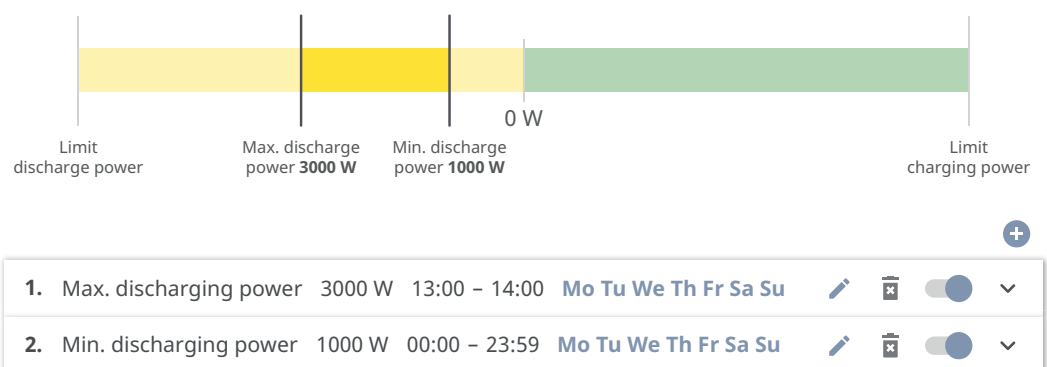 0 W
Limit
discharge power
Max. discharge
power 3000 W
Min. discharge
power 1000 W
Limit
charging power
1. Max. discharging power 3000 W 13:00 – 14:00 Mo Tu We Th Fr Sa Su
2. Min. discharging power 1000 W 00:00 – 23:59 Mo Tu We Th Fr Sa Su